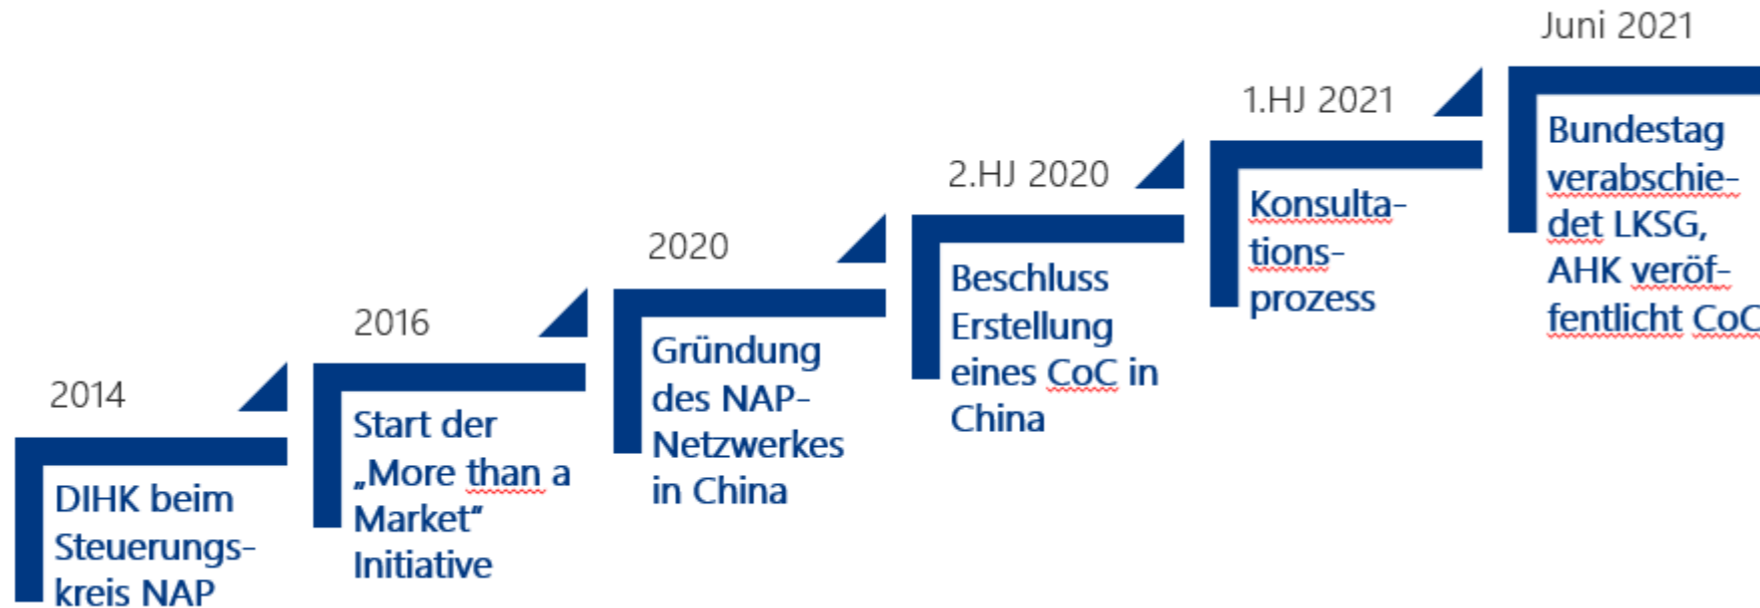 2014
DIHK beim
Steuerungs-
kreis NAP
2016
Start der
„More than a
Market“
Initiative
2020
Gründung
des NAP-
Netzwerkes
in China
2.HJ 2020
Beschluss
Erstellung
eines CoC in
China
1.HJ 2021
Konsulta-
tions-
prozess
Juni 2021
Bundestag
verabschie-
det LKSG,
AHK veröf-
fentlicht CoC